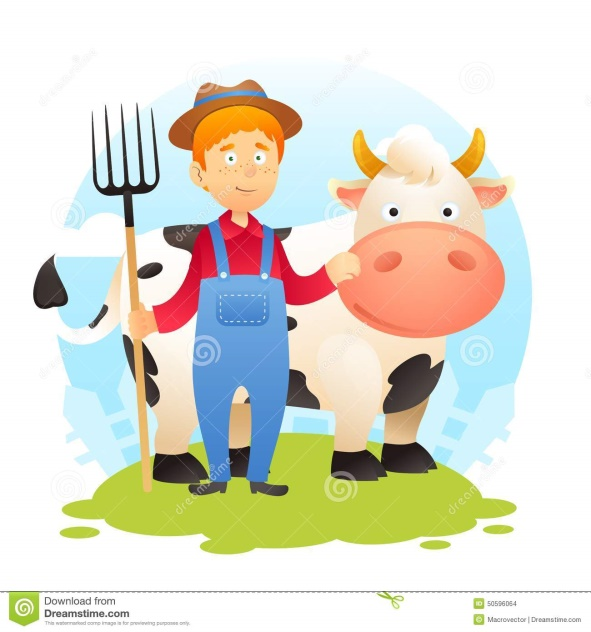 Download from
Dreamstime.com
This watermarked comp image is for previewing purposes only.
50596064
Macrovector | Dreamstime.com